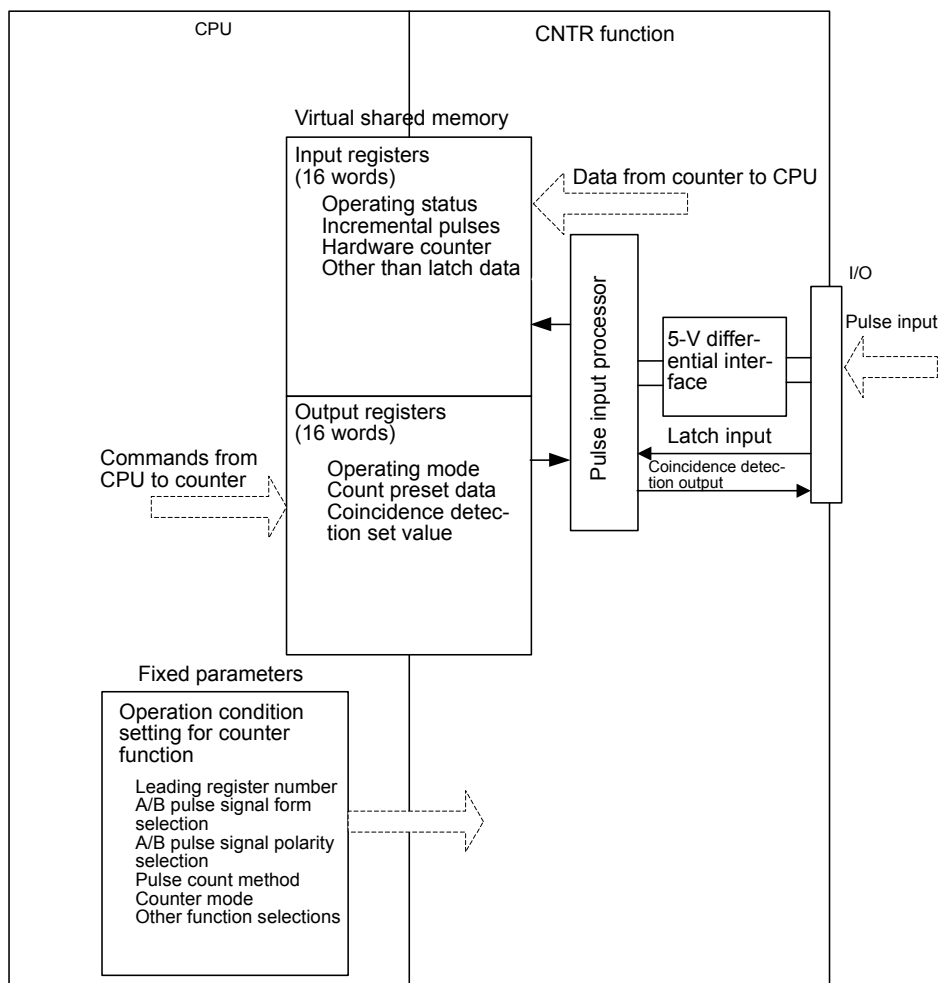 CPU
CNTR function
Virtual shared memory
Input registers
(16 words)
Operating status
Incremental pulses
Hardware counter
Other than latch data
Data from counter to CPU
Pulse input processor
5-V differ-
ential inter-
face
I/O
Pulse input
Latch input
Coincidence detec-
tion output
Output registers
(16 words)
Operating mode
Count preset data
Coincidence detec-
tion set value
Commands from
CPU to counter
Fixed parameters
Operation condition
setting for counter
function
Leading register number
A/B pulse signal form
selection
A/B pulse signal polarity
selection
Pulse count method
Counter mode
Other function selections